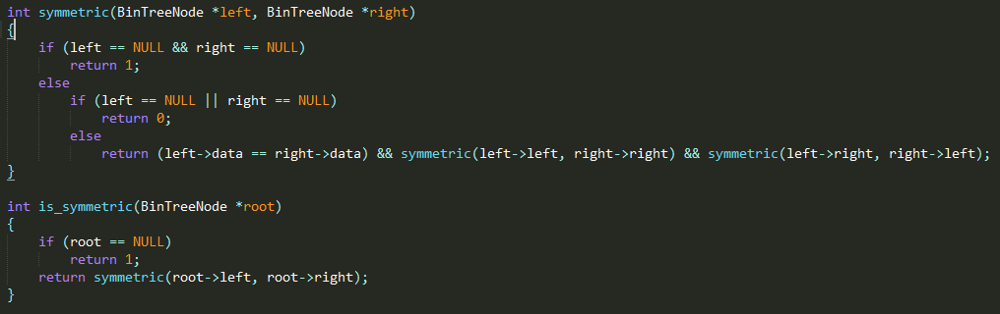 int symmetric(BinTreeNode *left, BinTreeNode *right)
{
    if (left == NULL && right == NULL)
        return 1;
    else
        if (left == NULL || right == NULL)
            return 0;
        else
            return (left->data == right->data) && symmetric(left->left, right->right) && symmetric(left->right, right->left);
}

int is_symmetric(BinTreeNode *root)
{
    if (root == NULL)
        return 1;
    return symmetric(root->left, root->right);
}